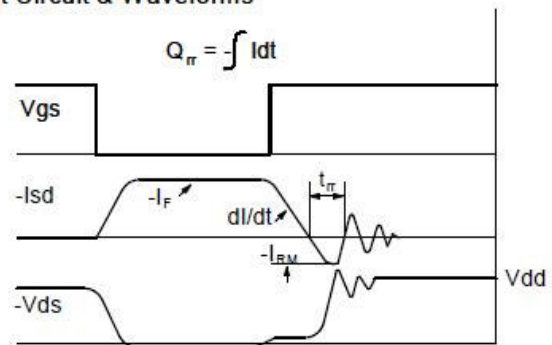 t Circuit & Waveforms
Qrr = -∫ Idt
Vgs
-Isd
-IF
dI/dt
trr
-IRM
Vdd
-Vds